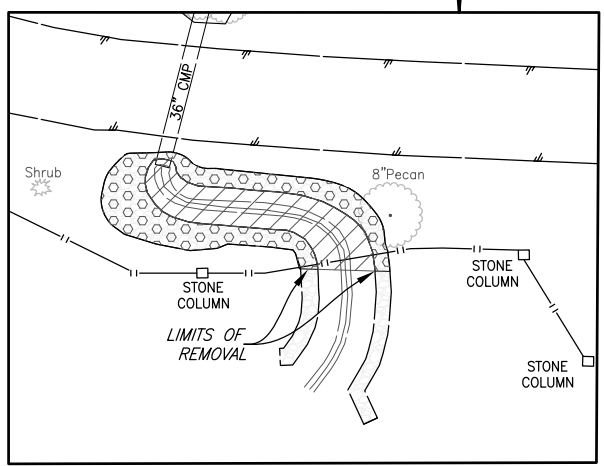 36" CMP
Shrub
8"Pecan
STONE
COLUMN
STONE
COLUMN
LIMITS OF
REMOVAL
STONE
COLUMN